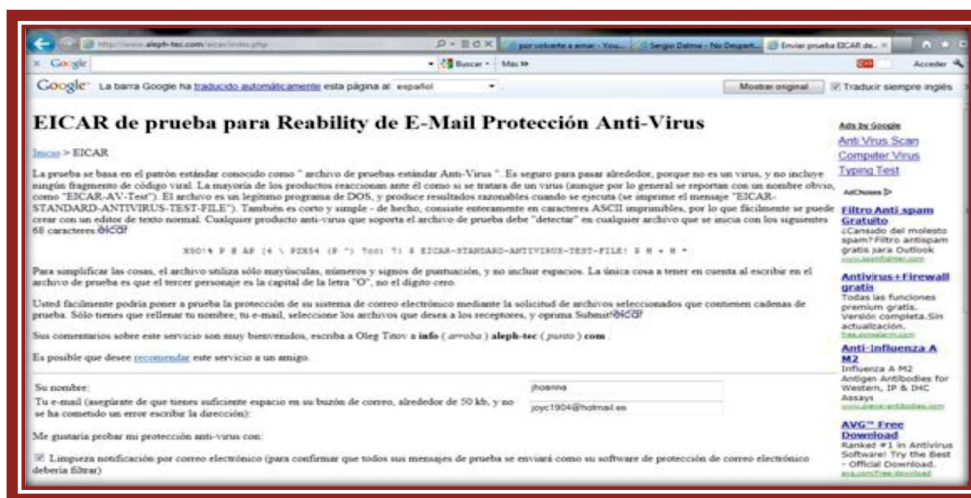 http://www.aleph-tec.com/eicar/index.php
por volverte a amar - You...
Sergio Dalma - No Despert...
Enviar prueba EICAR de...
Google
Buscar
Más
Acceder
Google
La barra Google ha traducido automáticamente esta página al español
Mostrar original
Traducir siempre inglés
EICAR de prueba para Reability de E-Mail Protección Anti-Virus
Inicio > EICAR
La prueba se basa en el patrón estándar conocido como " archivo de pruebas estándar Anti-Virus ". Es seguro para pasar alrededor, porque no es un virus, y no incluye
ningún fragmento de código viral. La mayoría de los productos reaccionan ante él como si se tratara de un virus (aunque por lo general se reportan con un nombre obvio,
como "EICAR-AV-Test"). El archivo es un legítimo programa de DOS, y produce resultados razonables cuando se ejecuta (se imprime el mensaje "EICAR-
STANDARD-ANTIVIRUS-TEST-FILE"). También es corto y simple - de hecho, consiste enteramente en caracteres ASCII imprimibles, por lo que fácilmente se puede
crear con un editor de texto normal. Cualquier producto anti-virus que soporta el archivo de prueba debe "detectar" en cualquier archivo que se inicia con los siguientes
68 caracteres: eicar
EICAR-STANDARD-ANTIVIRUS-TEST-FILE!
Para simplificar las cosas, el archivo utiliza sólo mayúsculas, números y signos de puntuación, y no incluir espacios. La única cosa a tener en cuenta al escribir en el
archivo de prueba es que el tercer personaje es la capital de la letra "O", no el dígito cero.
Usted fácilmente podría poner a prueba la protección de su sistema de correo electrónico mediante la solicitud de archivos seleccionados que contienen cadenas de
prueba. Sólo tienes que rellenar tu nombre, tu e-mail, seleccione los archivos que desea a los receptores, y oprima Submit! eicar
Sus comentarios sobre este servicio son muy bienvenidos, escriba a Oleg Titov a info ( arroba ) aleph-tec ( punto ) com .
Es posible que desee recomendar este servicio a un amigo.
Su nombre:
jhoanna
Tu e-mail (asegúrate de que tienes suficiente espacio en su buzón de correo, alrededor de 50 kb, y no
se ha cometido un error escribir la dirección):
joyc1904@hotmail.es
Me gustaría probar mi protección anti-virus con:
Limpieza notificación por correo electrónico (para confirmar que todos sus mensajes de prueba se enviará como su software de protección de correo electrónico
debería filtrar)
Ads by Google
Anti Virus Scan
Computer Virus
Typing Test
AdChoices
Filtro Anti spam
Gratuito
¿Cansado del molesto
spam? Filtro antispam
gratis para Outlook
www.spamfighter.com
Antivirus+Firewall
gratis
Todas las funciones
premium gratis.
Versión completa. Sin
actualización.
Anti-Influenza A
M2
Influenza A M2
Antigen Antibodies for
Western, IP & IHC
Assays
AVG™ Free
Download
Ranked #1 in Antivirus
Software! Try the Best
- Official Download.
avg.com/free-download